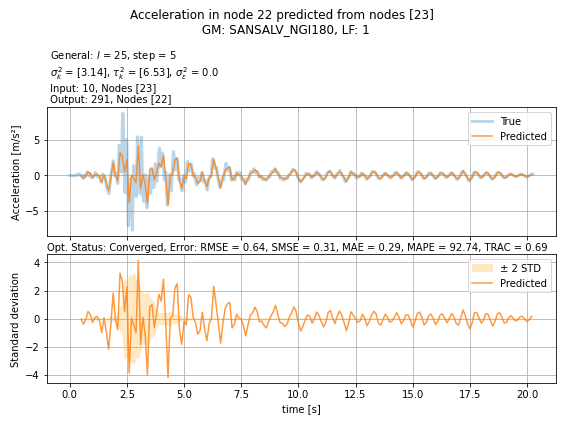 Acceleration in node 22 predicted from nodes [23]
GM: SANSALV_NGI180, LF: 1
General: l = 25, step = 5
σ²ₖ = [3.14], τ²ₖ = [6.53], σ²ε = 0.0
Input: 10, Nodes [23]
Output: 291, Nodes [22]
True
Predicted
5
0
−5
Acceleration [m/s²]
Opt. Status: Converged, Error: RMSE = 0.64, SMSE = 0.31, MAE = 0.29, MAPE = 92.74, TRAC = 0.69
± 2 STD
Predicted
4
2
0
−2
−4
Standard deviation
0.0 2.5 5.0 7.5 10.0 12.5 15.0 17.5 20.0
time [s]